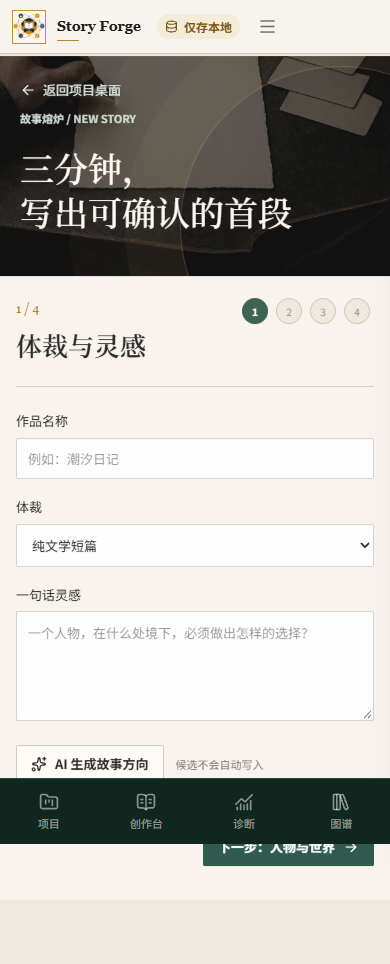 Story Forge
仅存本地
返回项目桌面
故事熔炉 / NEW STORY
三分钟，
写出可确认的首段
1 / 4
1 2 3 4
体裁与灵感
作品名称
例如：潮汐日记
体裁
纯文学短篇
一句话灵感
一个人物，在什么处境下，必须做出怎样的选择？
AI 生成故事方向
候选不会自动写入
项目
创作台
诊断
图谱
下一步：人物与世界